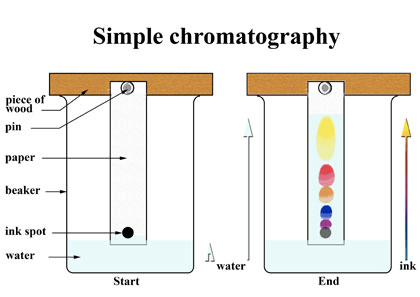 Simple chromatography
piece of
wood
pin
paper
beaker
ink spot
water
Start
water
End
ink